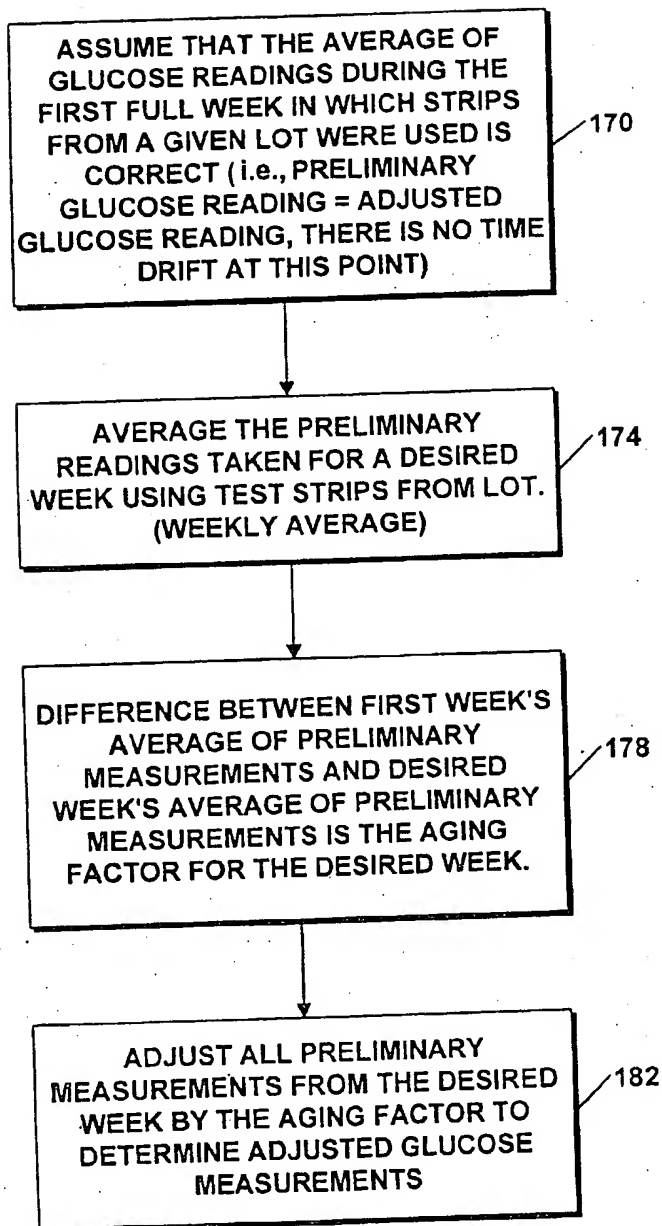 ASSUME THAT THE AVERAGE OF
GLUCOSE READINGS DURING THE
FIRST FULL WEEK IN WHICH STRIPS
FROM A GIVEN LOT WERE USED IS
CORRECT (i.e., PRELIMINARY
GLUCOSE READING = ADJUSTED
GLUCOSE READING, THERE IS NO TIME
DRIFT AT THIS POINT)
170
AVERAGE THE PRELIMINARY
READINGS TAKEN FOR A DESIRED
WEEK USING TEST STRIPS FROM LOT.
(WEEKLY AVERAGE)
174
DIFFERENCE BETWEEN FIRST WEEK'S
AVERAGE OF PRELIMINARY
MEASUREMENTS AND DESIRED
WEEK'S AVERAGE OF PRELIMINARY
MEASUREMENTS IS THE AGING
FACTOR FOR THE DESIRED WEEK.
178
ADJUST ALL PRELIMINARY
MEASUREMENTS FROM THE DESIRED
WEEK BY THE AGING FACTOR TO
DETERMINE ADJUSTED GLUCOSE
MEASUREMENTS
182